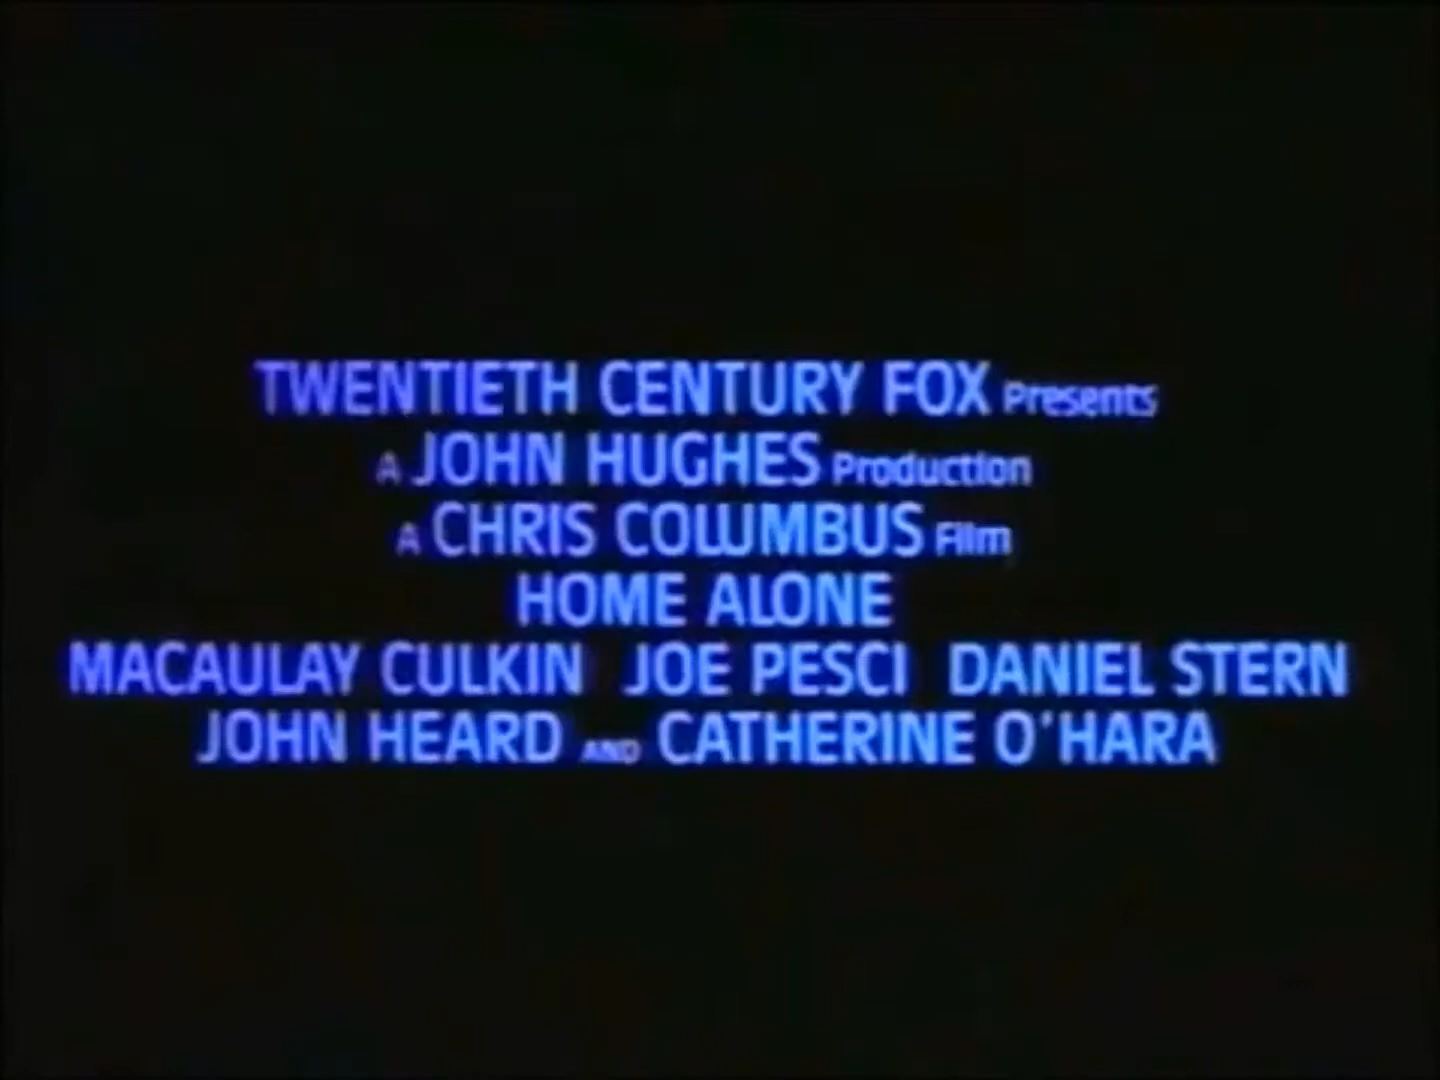 TWENTIETH CENTURY FOX Presents
A JOHN HUGHES Production
A CHRIS COLUMBUS Film
HOME ALONE
MACAULAY CULKIN JOE PESCI DANIEL STERN
JOHN HEARD AND CATHERINE O'HARA